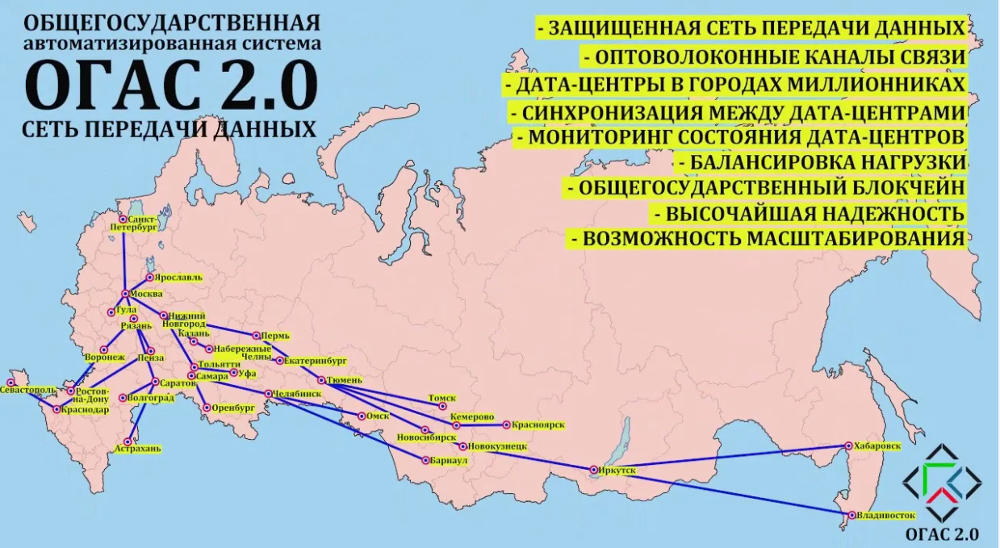 ОБЩЕГОСУДАРСТВЕННАЯ
автоматизированная система
ОГАС 2.0
СЕТЬ ПЕРЕДАЧИ ДАННЫХ
- ЗАЩИЩЕННАЯ СЕТЬ ПЕРЕДАЧИ ДАННЫХ
- ОПТОВОЛОКОННЫЕ КАНАЛЫ СВЯЗИ
- ДАТА-ЦЕНТРЫ В ГОРОДАХ МИЛЛИОННИКАХ
- СИНХРОНИЗАЦИЯ МЕЖДУ ДАТА-ЦЕНТРАМИ
- МОНИТОРИНГ СОСТОЯНИЯ ДАТА-ЦЕНТРОВ
- БАЛАНСИРОВКА НАГРУЗКИ
- ОБЩЕГОСУДАРСТВЕННЫЙ БЛОКЧЕЙН
- ВЫСОЧАЙШАЯ НАДЕЖНОСТЬ
- ВОЗМОЖНОСТЬ МАСШТАБИРОВАНИЯ
Санкт-
Петербург
Ярославль
Москва
Тула
Рязань
Нижний
Новгород
Казань
Пермь
Набережные
Челны
Воронеж
Пенза
Екатеринбург
Тольятти
Самара
Уфа
Тюмень
Севастополь
Ростов-
на-Дону
Саратов
Челябинск
Волгоград
Краснодар
Оренбург
Томск
Омск
Кемерово
Красноярск
Астрахань
Новосибирск
Новокузнецк
Барнаул
Иркутск
Хабаровск
Владивосток
ОГАС 2.0